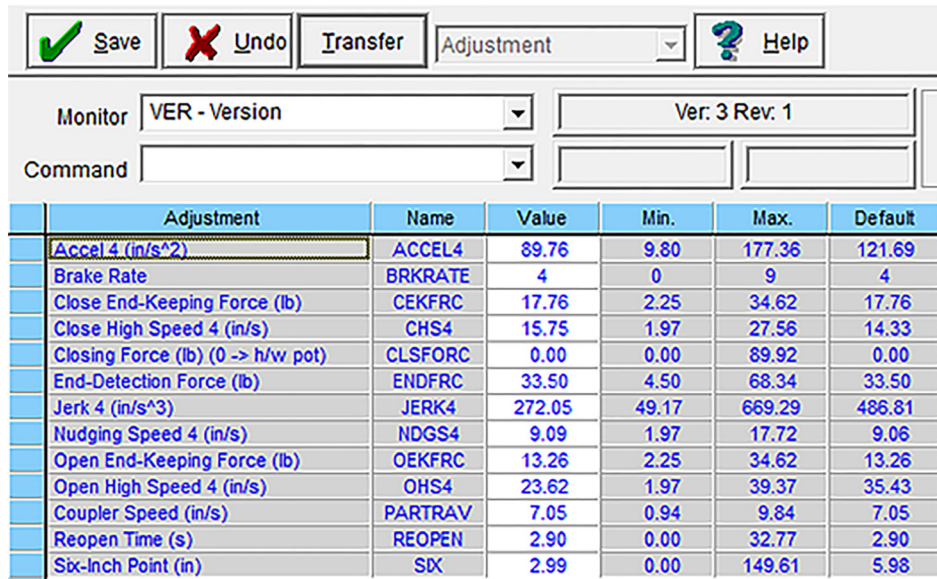 Save Undo Transfer Adjustment Help
Monitor VER - Version Ver: 3 Rev: 1
Command
Adjustment Name Value Min. Max. Default
Accel 4 (in/s^2) ACCEL4 89.76 9.80 177.36 121.69
Brake Rate BRKRATE 4 0 9 4
Close End-Keeping Force (lb) CEKFRC 17.76 2.25 34.62 17.76
Close High Speed 4 (in/s) CHS4 15.75 1.97 27.56 14.33
Closing Force (lb) (0 -> h/w pot) CLSFORC 0.00 0.00 89.92 0.00
End-Detection Force (lb) ENDFRC 33.50 4.50 68.34 33.50
Jerk 4 (in/s^3) JERK4 272.05 49.17 669.29 486.81
Nudging Speed 4 (in/s) NDGS4 9.09 1.97 17.72 9.06
Open End-Keeping Force (lb) OEKFRC 13.26 2.25 34.62 13.26
Open High Speed 4 (in/s) OHS4 23.62 1.97 39.37 35.43
Coupler Speed (in/s) PARTRAV 7.05 0.94 9.84 7.05
Reopen Time (s) REOPEN 2.90 0.00 32.77 2.90
Six-Inch Point (in) SIX 2.99 0.00 149.61 5.98